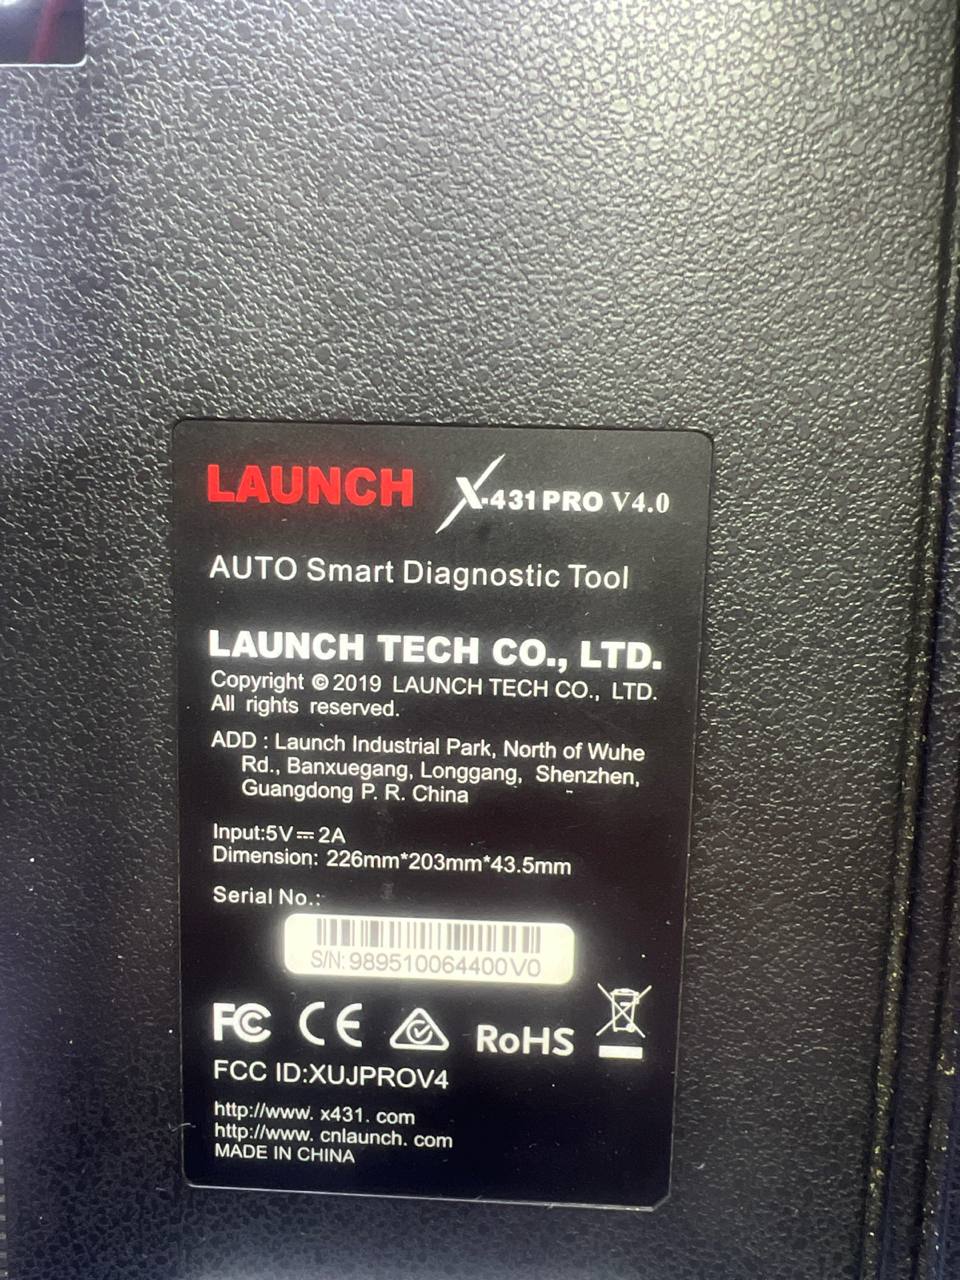 LAUNCH X-431 PRO V4.0
AUTO Smart Diagnostic Tool
LAUNCH TECH CO., LTD.
Copyright © 2019 LAUNCH TECH CO., LTD.
All rights reserved.
ADD : Launch Industrial Park, North of Wuhe
Rd., Banxuegang, Longgang, Shenzhen,
Guangdong P. R. China
Input:5V⎓2A
Dimension: 226mm*203mm*43.5mm
Serial No.:
S/N: 989510064400V0
FC CE RoHS
FCC ID:XUJPROV4
http://www. x431. com
http://www. cnlaunch. com
MADE IN CHINA